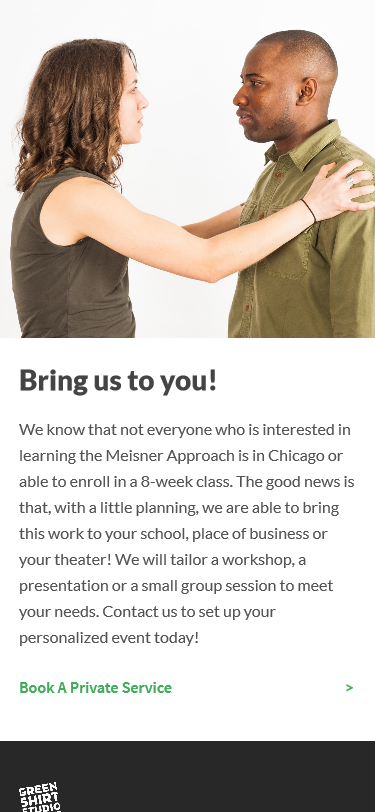 Bring us to you!
We know that not everyone who is interested in
learning the Meisner Approach is in Chicago or
able to enroll in a 8-week class. The good news is
that, with a little planning, we are able to bring
this work to your school, place of business or
your theater! We will tailor a workshop, a
presentation or a small group session to meet
your needs. Contact us to set up your
personalized event today!
Book A Private Service >
GREEN
SHIRT
STUDIO